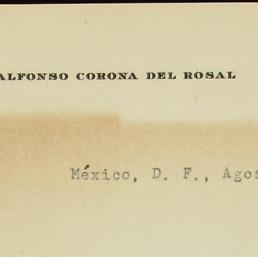 ALFONSO CORONA DEL ROSAL
México, D. F., Agos